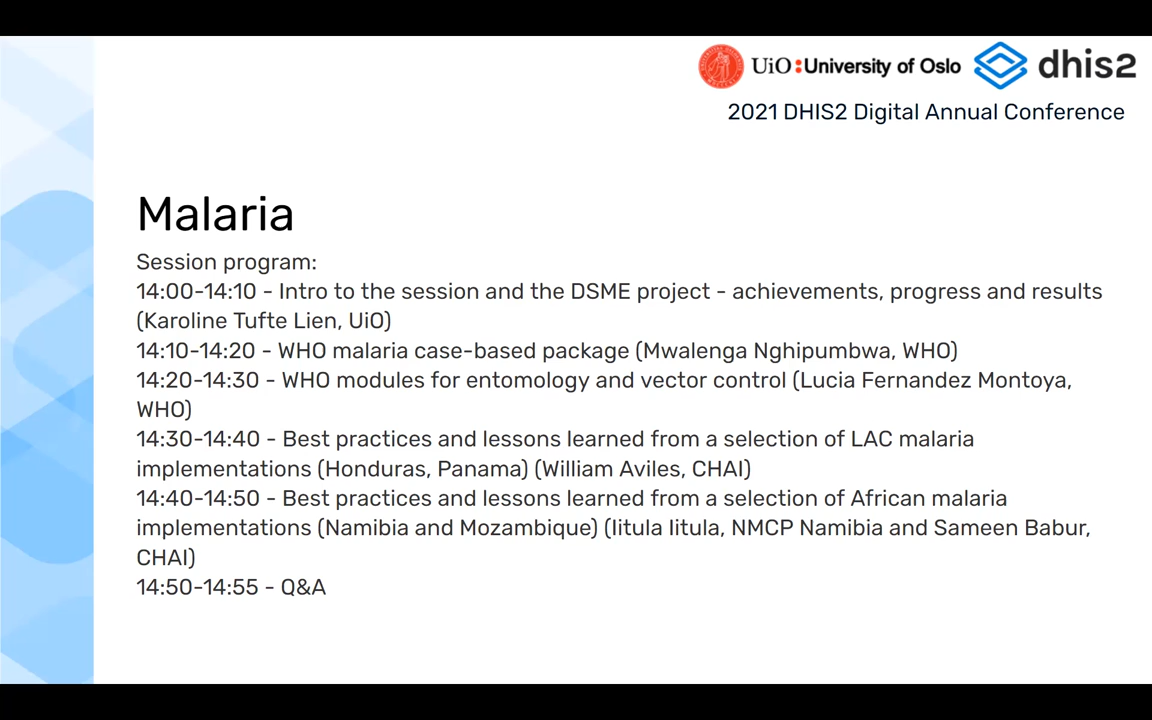 UiO:University of Oslo dhis2
2021 DHIS2 Digital Annual Conference
Malaria
Session program:
14:00-14:10 - Intro to the session and the DSME project - achievements, progress and results
(Karoline Tufte Lien, UiO)
14:10-14:20 - WHO malaria case-based package (Mwalenga Nghipumbwa, WHO)
14:20-14:30 - WHO modules for entomology and vector control (Lucia Fernandez Montoya,
WHO)
14:30-14:40 - Best practices and lessons learned from a selection of LAC malaria
implementations (Honduras, Panama) (William Aviles, CHAI)
14:40-14:50 - Best practices and lessons learned from a selection of African malaria
implementations (Namibia and Mozambique) (Iitula Iitula, NMCP Namibia and Sameen Babur,
CHAI)
14:50-14:55 - Q&A